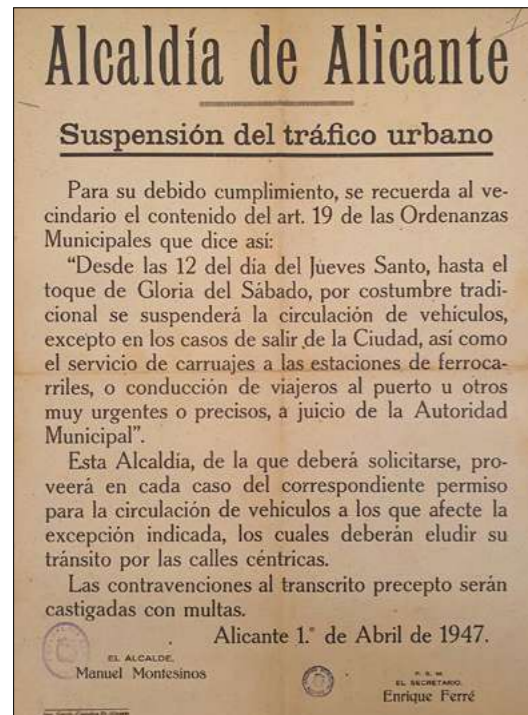 Alcaldía de Alicante
Suspensión del tráfico urbano
Para su debido cumplimiento, se recuerda al ve-
cindario el contenido del art. 19 de las Ordenanzas
Municipales que dice así:
"Desde las 12 del día del Jueves Santo, hasta el
toque de Gloria del Sábado, por costumbre tradi-
cional se suspenderá la circulación de vehículos,
excepto en los casos de salir de la Ciudad, así como
el servicio de carruajes a las estaciones de ferroca-
rriles, o conducción de viajeros al puerto u otros
muy urgentes o precisos, a juicio de la Autoridad
Municipal".
Esta Alcaldía, de la que deberá solicitarse, pro-
veerá en cada caso del correspondiente permiso
para la circulación de vehículos a los que afecte la
excepción indicada, los cuales deberán eludir su
tránsito por las calles céntricas.
Las contravenciones al transcrito precepto serán
castigadas con multas.
Alicante 1.º de Abril de 1947.
EL ALCALDE,
Manuel Montesinos
P. S. M.
EL SECRETARIO,
Enrique Ferré